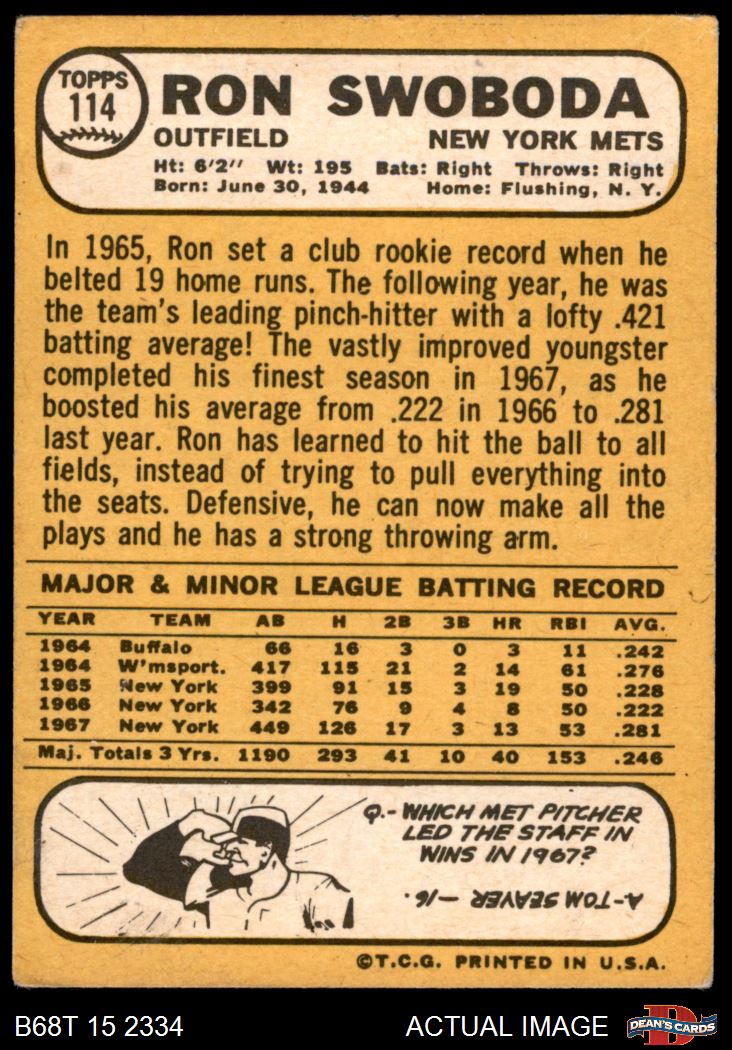 TOPPS
114
RON SWOBODA
OUTFIELD NEW YORK METS
Ht: 6'2" Wt: 195 Bats: Right Throws: Right
Born: June 30, 1944 Home: Flushing, N. Y.
In 1965, Ron set a club rookie record when he
belted 19 home runs. The following year, he was
the team's leading pinch-hitter with a lofty .421
batting average! The vastly improved youngster
completed his finest season in 1967, as he
boosted his average from .222 in 1966 to .281
last year. Ron has learned to hit the ball to all
fields, instead of trying to pull everything into
the seats. Defensive, he can now make all the
plays and he has a strong throwing arm.
MAJOR & MINOR LEAGUE BATTING RECORD
YEAR TEAM AB H 2B 3B HR RBI AVG.
1964 Buffalo 66 16 3 0 3 11 .242
1964 W'msport. 417 115 21 2 14 61 .276
1965 New York 399 91 15 3 19 50 .228
1966 New York 342 76 9 4 8 50 .222
1967 New York 449 126 17 3 13 53 .281
Maj. Totals 3 Yrs. 1190 293 41 10 40 153 .246
Q.- WHICH MET PITCHER
LED THE STAFF IN
WINS IN 1967?
A-TOM SEAVER -16.
©T.C.G. PRINTED IN U.S.A.
B68T 15 2334 ACTUAL IMAGE DEAN'S CARDS